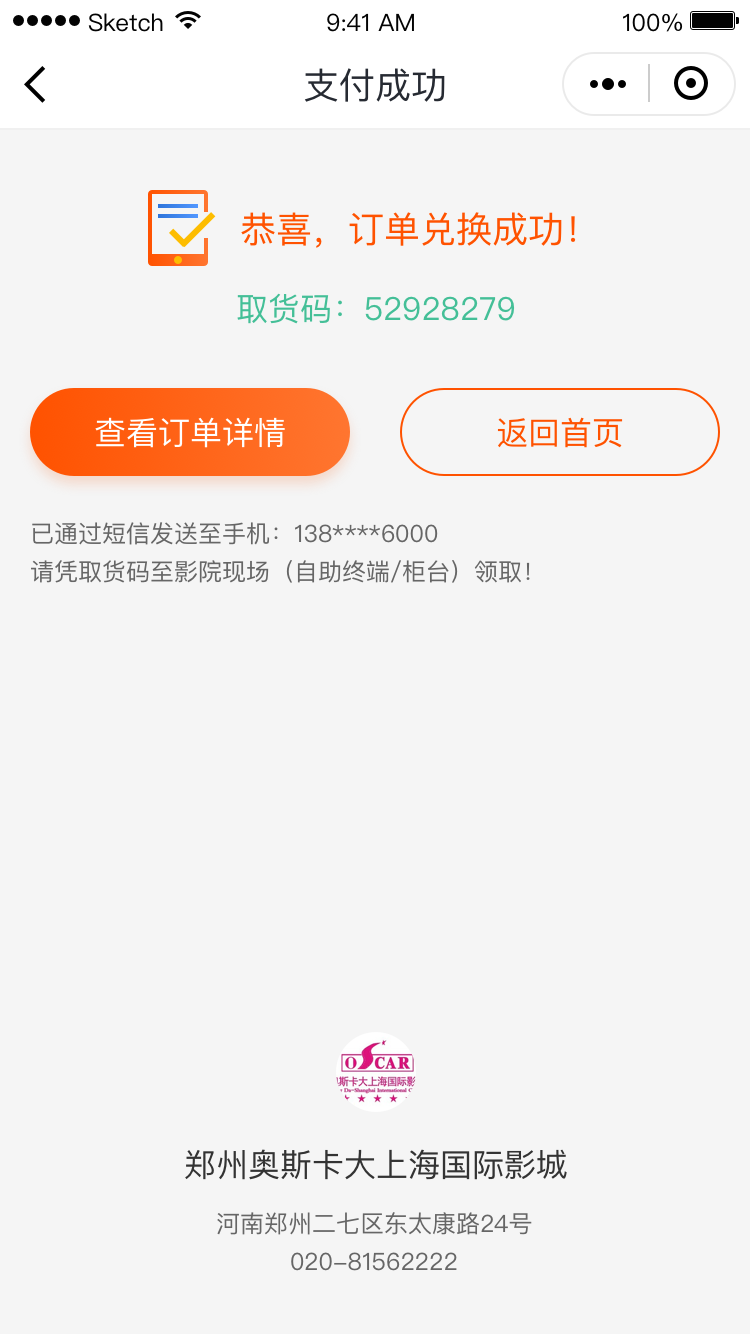 Sketch 9:41 AM 100%
支付成功
恭喜，订单兑换成功！
取货码：52928279
查看订单详情 返回首页
已通过短信发送至手机：138****6000
请凭取货码至影院现场（自助终端/柜台）领取！
OSCAR
斯卡大上海国际影
Da-Shanghai International
郑州奥斯卡大上海国际影城
河南郑州二七区东太康路24号
020-81562222